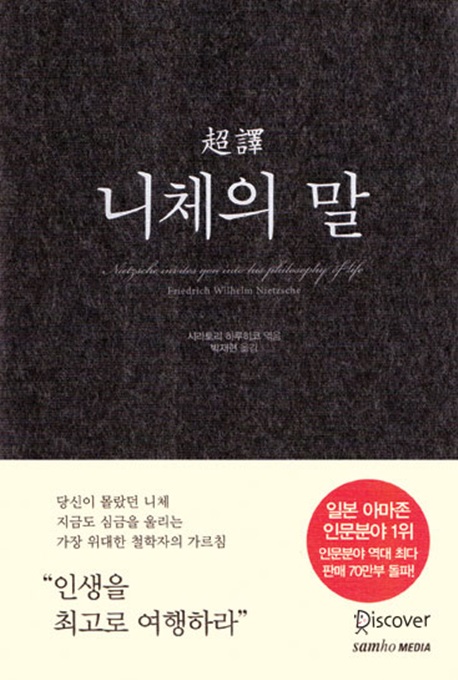 超譯
니체의 말
Nietzsche invites you into his philosophy of life
Friedrich Wilhelm Nietzsche
시라토리 하루히코 엮음
박재현 옮김
당신이 몰랐던 니체
지금도 심금을 울리는
가장 위대한 철학자의 가르침
“인생을
최고로 여행하라”
일본 아마존
인문분야 1위
인문분야 역대 최다
판매 70만부 돌파!
Discover
samho MEDIA